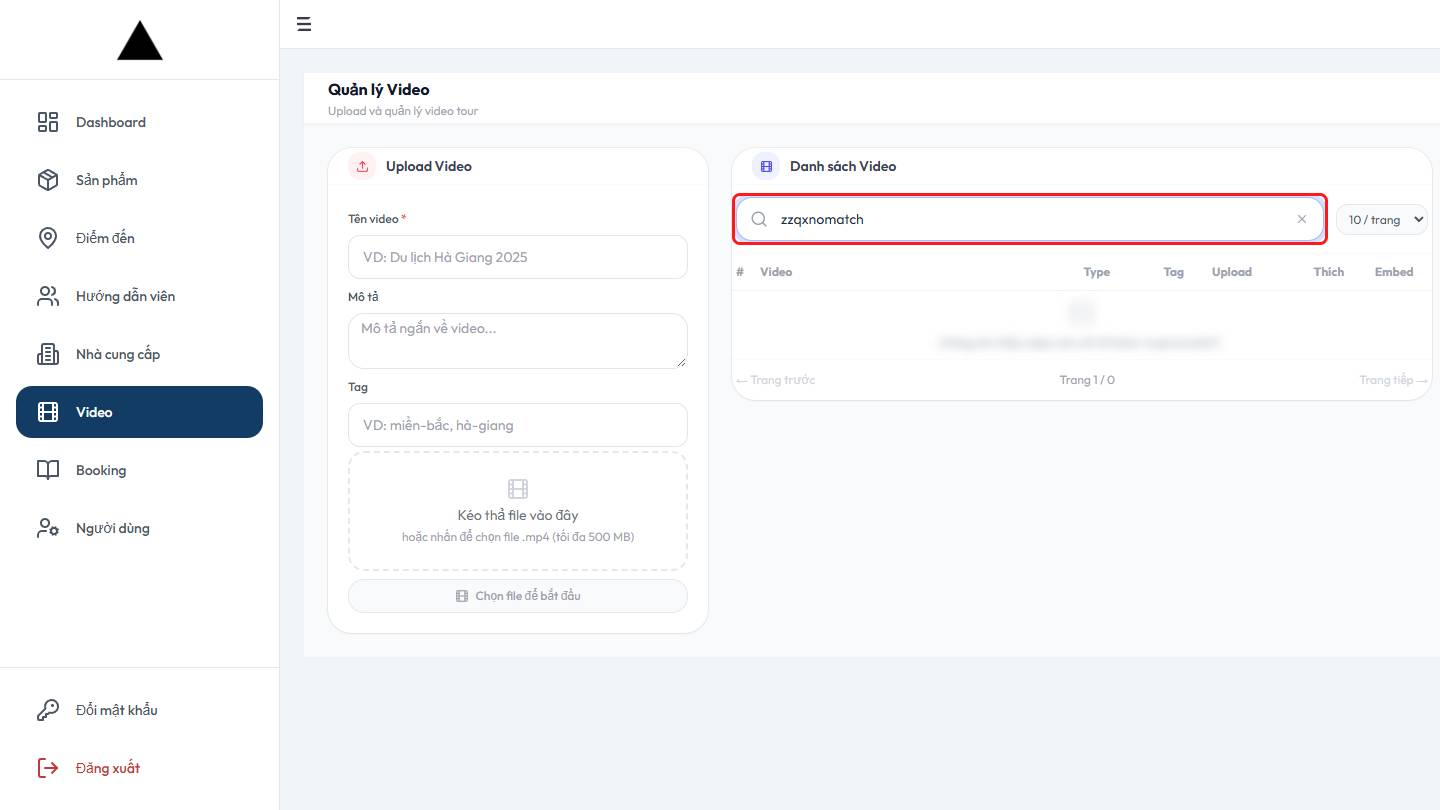 Dashboard
Sản phẩm
Điểm đến
Hướng dẫn viên
Nhà cung cấp
Video
Booking
Người dùng
Đổi mật khẩu
Đăng xuất
Quản lý Video
Upload và quản lý video tour
Upload Video
Tên video *
VD: Du lịch Hà Giang 2025
Mô tả
Mô tả ngắn về video...
Tag
VD: miền-bắc, hà-giang
Kéo thả file vào đây
hoặc nhấn để chọn file .mp4 (tối đa 500 MB)
Chọn file để bắt đầu
Danh sách Video
zzqxnomatch
10 / trang
# Video Type Tag Upload Thích Embed
← Trang trước Trang 1 / 0 Trang tiếp →